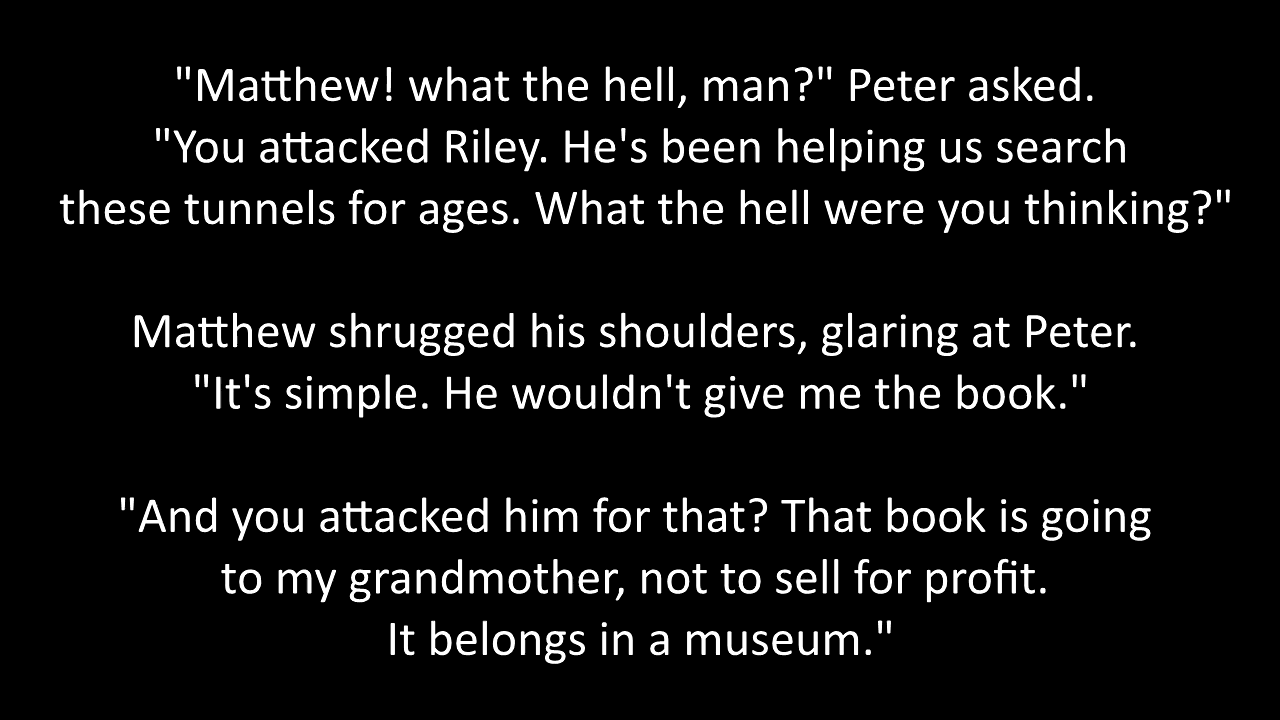 "Matthew! what the hell, man?" Peter asked.
"You attacked Riley. He's been helping us search
these tunnels for ages. What the hell were you thinking?"
Matthew shrugged his shoulders, glaring at Peter.
"It's simple. He wouldn't give me the book."
"And you attacked him for that? That book is going
to my grandmother, not to sell for profit.
It belongs in a museum."